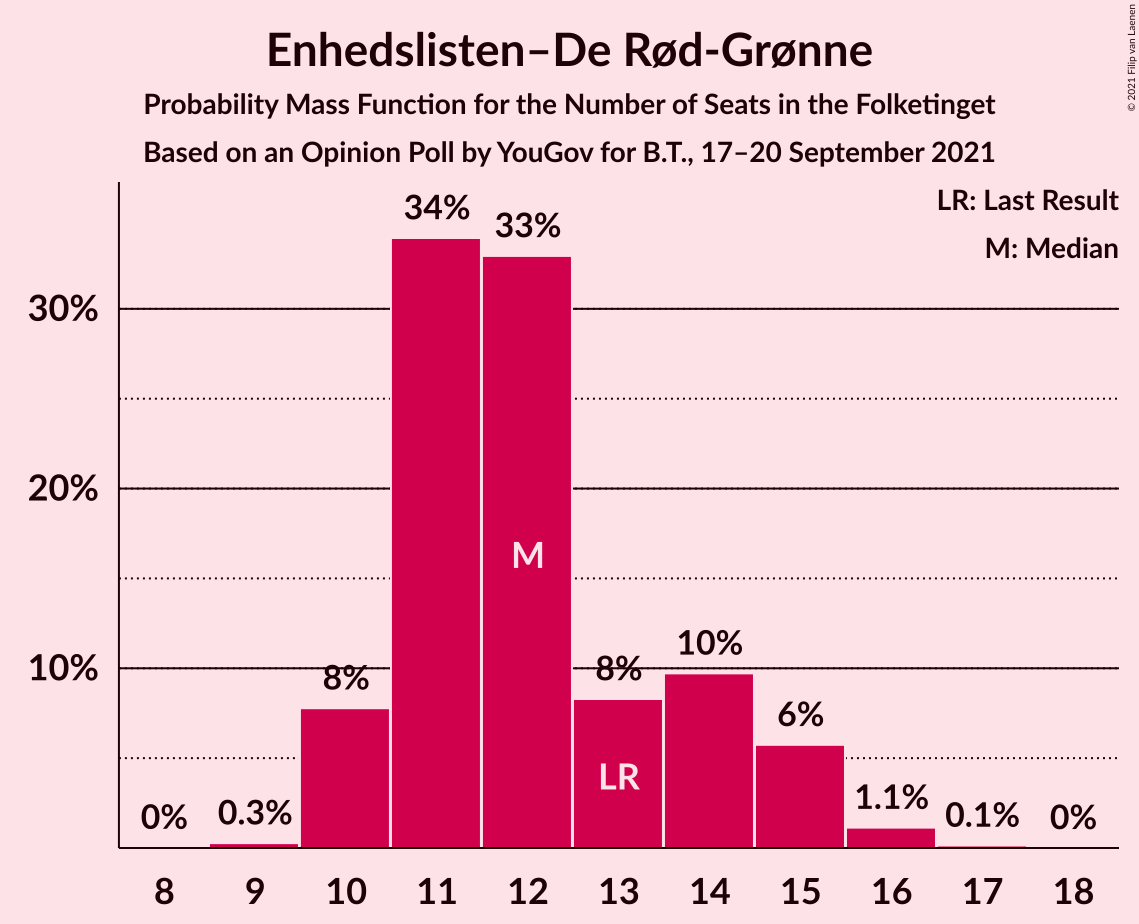 Enhedslisten–De Rød-Grønne
Probability Mass Function for the Number of Seats in the Folketinget
Based on an Opinion Poll by YouGov for B.T., 17–20 September 2021
© 2021 Filip van Laenen
LR: Last Result
M: Median
34%
33%
30%
20%
M
10%
10%
8%
8%
6%
LR
1.1%
0%
0.3%
0.1%
0%
8 9 10 11 12 13 14 15 16 17 18